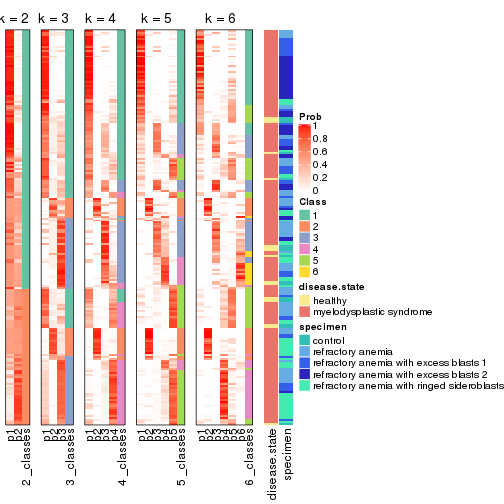 k = 2 k = 3 k = 4 k = 5 k = 6
Prob
1
0.8
0.6
0.4
0.2
0
Class
1
2
3
4
5
6
disease.state
healthy
myelodysplastic syndrome
specimen
control
refractory anemia
refractory anemia with excess blasts 1
refractory anemia with excess blasts 2
refractory anemia with ringed sideroblasts
p1 p2 2_classes p1 p2 p3 3_classes p1 p2 p3 p4 4_classes p1 p2 p3 p4 p5 5_classes p1 p2 p3 p4 p5 p6 6_classes disease.state specimen